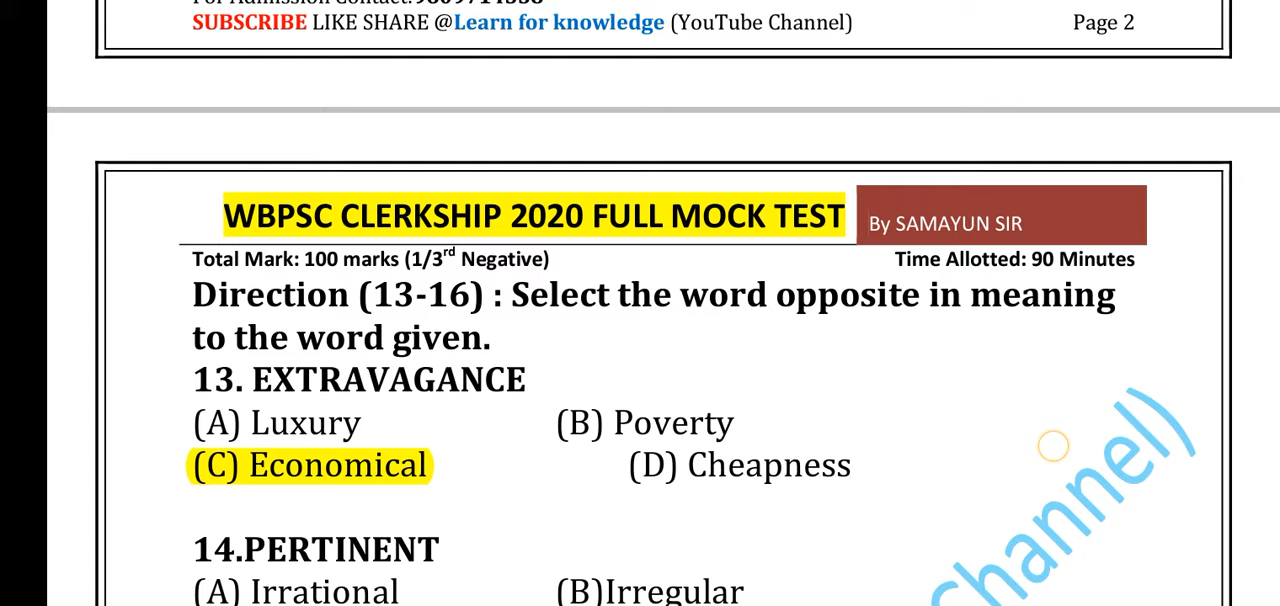 SUBSCRIBE LIKE SHARE @Learn for knowledge (YouTube Channel)
Page 2
WBPSC CLERKSHIP 2020 FULL MOCK TEST
By SAMAYUN SIR
Total Mark: 100 marks (1/3rd Negative)
Time Allotted: 90 Minutes
Direction (13-16) : Select the word opposite in meaning
to the word given.
13. EXTRAVAGANCE
(A) Luxury (B) Poverty
(C) Economical (D) Cheapness
14.PERTINENT
(A) Irrational (B)Irregular
Channel)